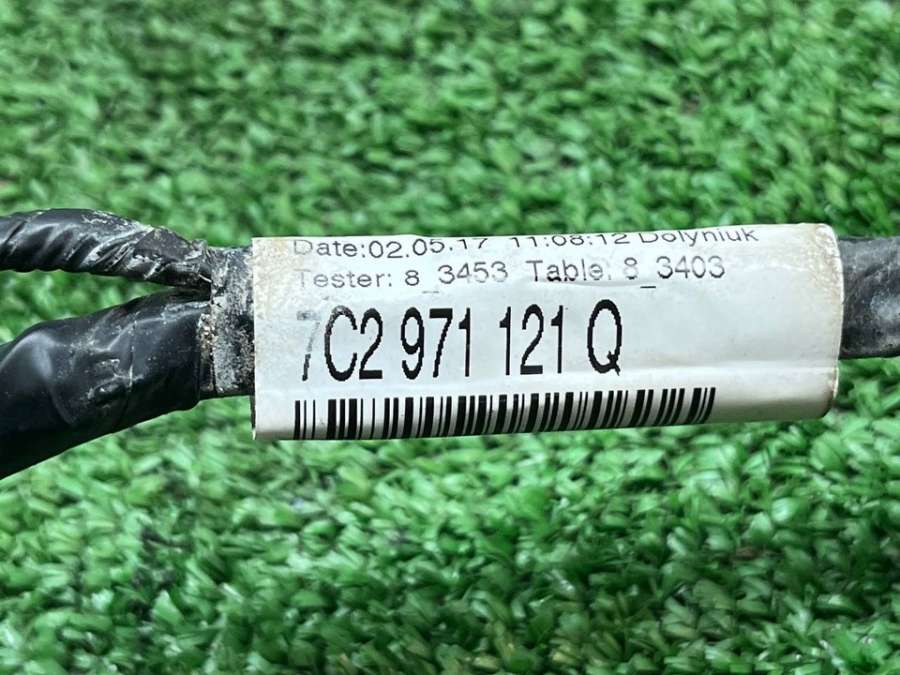 Date:02.05.17 11:08:12 Dolyniuk
Tester: 8_3453 Table: 8_3403
7C2 971 121 Q